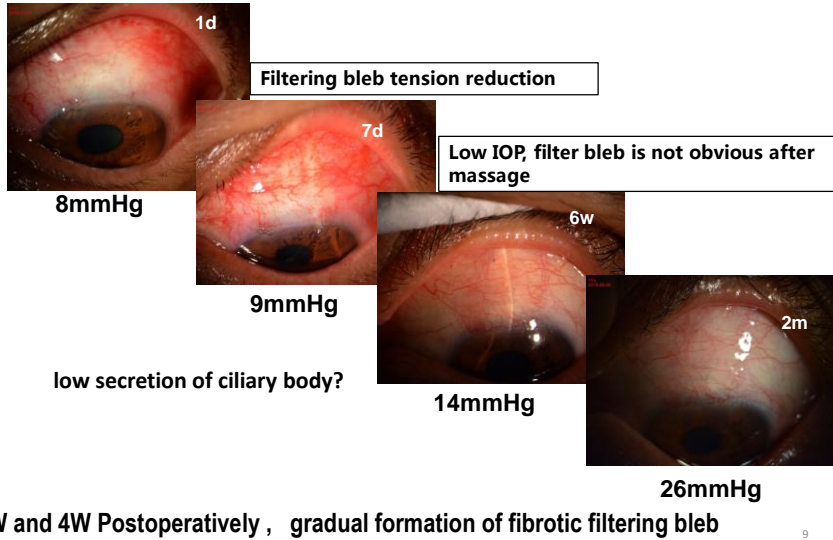 1d
Filtering bleb tension reduction
7d
Low IOP, filter bleb is not obvious after
massage
8mmHg
6w
9mmHg
2m
low secretion of ciliary body?
14mmHg
26mmHg
and 4W Postoperatively , gradual formation of fibrotic filtering bleb
9